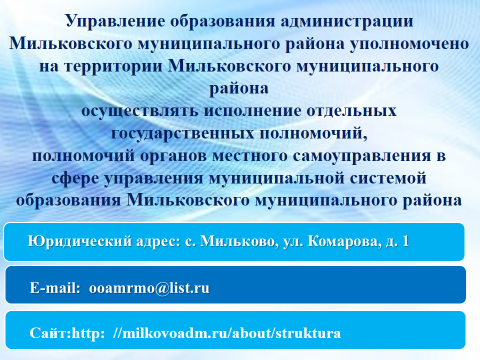 Управление образования администрации
Мильковского муниципального района уполномочено
на территории Мильковского муниципального
района
осуществлять исполнение отдельных
государственных полномочий,
полномочий органов местного самоуправления в
сфере управления муниципальной системой
образования Мильковского муниципального района
Юридический адрес: с. Мильково, ул. Комарова, д. 1
E-mail: ooamrmo@list.ru
Сайт:http: //milkovoadm.ru/about/struktura